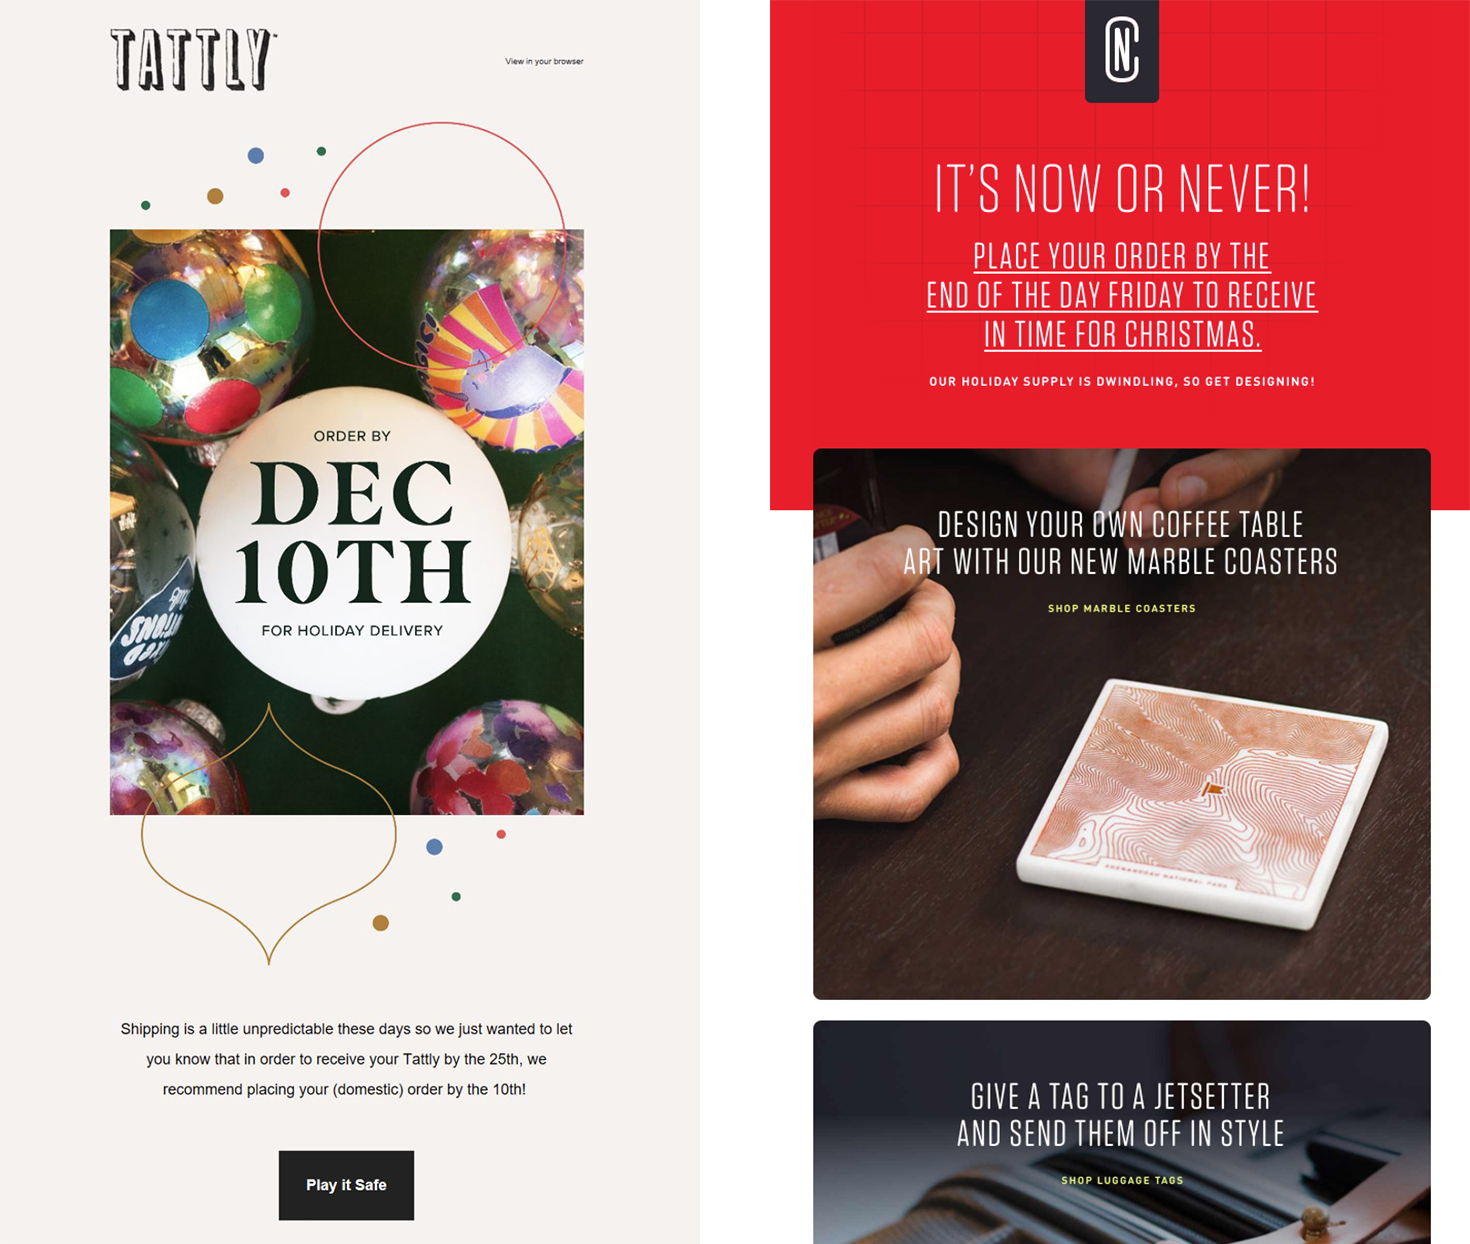 TATTLY™
View in your browser
ORDER BY
DEC
10TH
FOR HOLIDAY DELIVERY
Shipping is a little unpredictable these days so we just wanted to let
you know that in order to receive your Tattly by the 25th, we
recommend placing your (domestic) order by the 10th!
Play it Safe
NC
IT'S NOW OR NEVER!
PLACE YOUR ORDER BY THE
END OF THE DAY FRIDAY TO RECEIVE
IN TIME FOR CHRISTMAS.
OUR HOLIDAY SUPPLY IS DWINDLING, SO GET DESIGNING!
DESIGN YOUR OWN COFFEE TABLE
ART WITH OUR NEW MARBLE COASTERS
SHOP MARBLE COASTERS
SHENANDOAH NATIONAL PARK
GIVE A TAG TO A JETSETTER
AND SEND THEM OFF IN STYLE
SHOP LUGGAGE TAGS